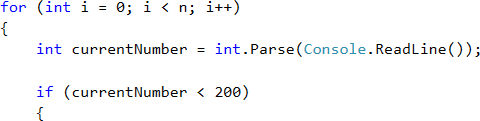 for (int i = 0; i < n; i++)
{
    int currentNumber = int.Parse(Console.ReadLine());

    if (currentNumber < 200)
    {